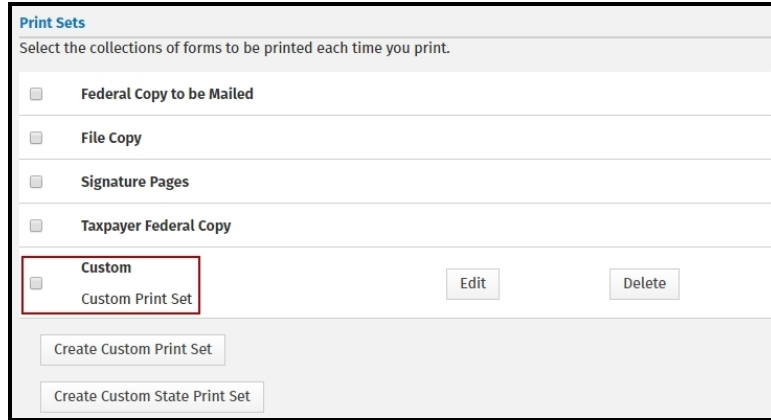 Print Sets
Select the collections of forms to be printed each time you print.
Federal Copy to be Mailed
File Copy
Signature Pages
Taxpayer Federal Copy
Custom
Custom Print Set
Edit
Delete
Create Custom Print Set
Create Custom State Print Set